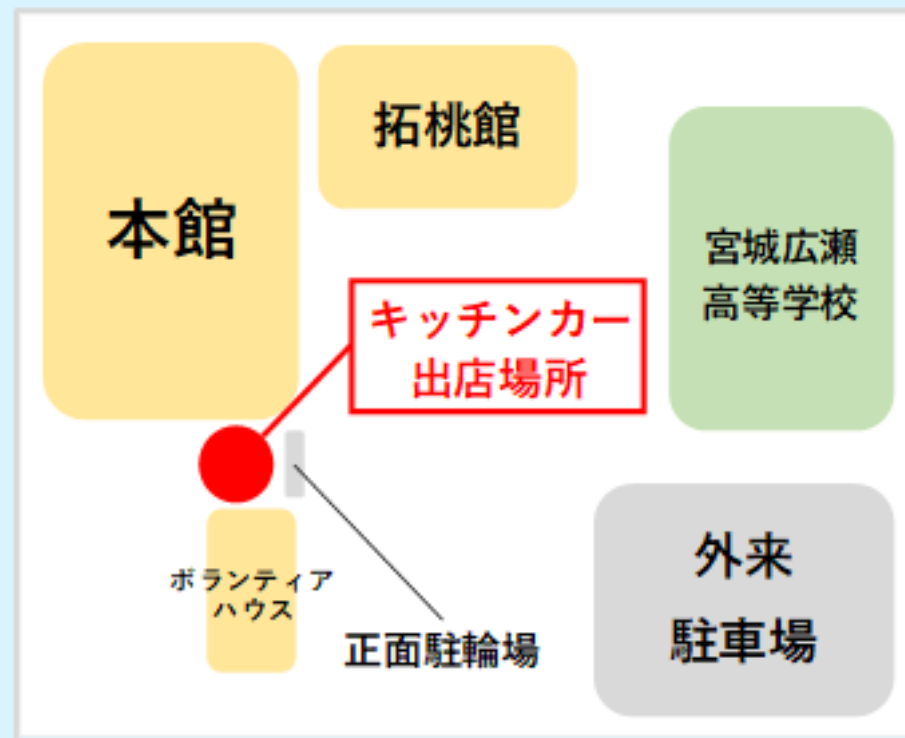 拓桃館
本館
宮城広瀬
高等学校
キッチンカー
出店場所
外来
駐車場
ボランティア
ハウス
正面駐輪場